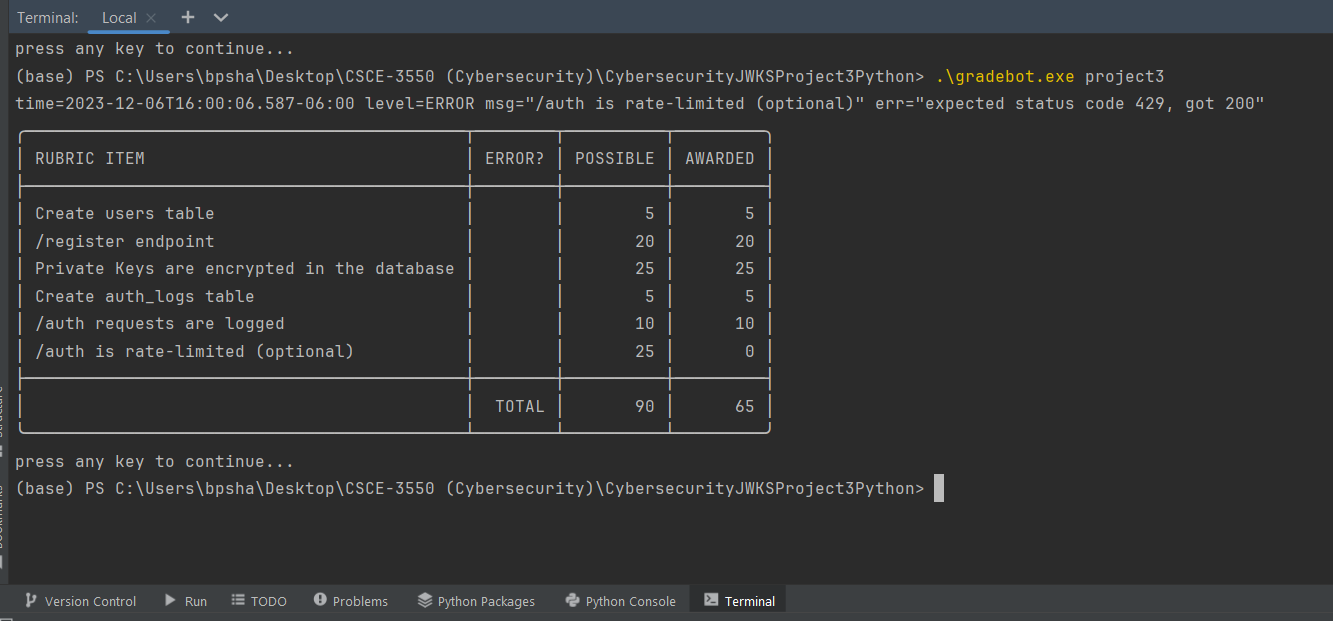 Terminal: Local
press any key to continue...
(base) PS C:\Users\bpsha\Desktop\CSCE-3550 (Cybersecurity)\CybersecurityJWKSProject3Python> .\gradebot.exe project3
time=2023-12-06T16:00:06.587-06:00 level=ERROR msg="/auth is rate-limited (optional)" err="expected status code 429, got 200"
RUBRIC ITEM ERROR? POSSIBLE AWARDED
Create users table 5 5
/register endpoint 20 20
Private Keys are encrypted in the database 25 25
Create auth_logs table 5 5
/auth requests are logged 10 10
/auth is rate-limited (optional) 25 0
TOTAL 90 65
press any key to continue...
(base) PS C:\Users\bpsha\Desktop\CSCE-3550 (Cybersecurity)\CybersecurityJWKSProject3Python>
Version Control Run TODO Problems Python Packages Python Console Terminal